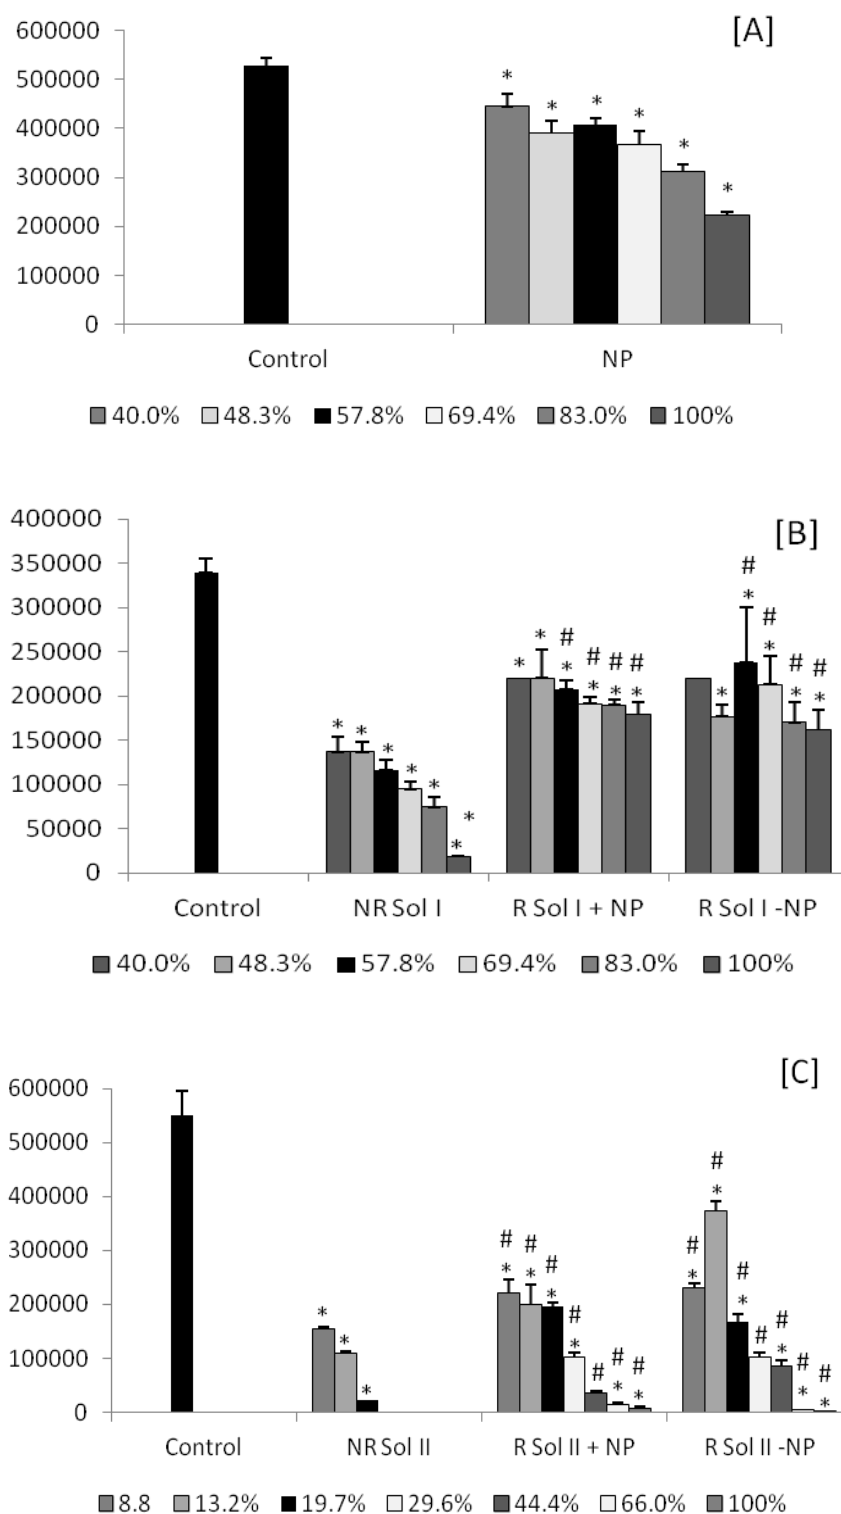 [A]
600000
500000
400000
300000
200000
100000
0
* * * * * *
Control NP
40.0% 48.3% 57.8% 69.4% 83.0% 100%
[B]
400000
350000
300000
250000
200000
150000
100000
50000
0
# # # # # #
# #
* * * * * * *
* * * * * *
* * * * *
Control NR Sol I R Sol I + NP R Sol I -NP
40.0% 48.3% 57.8% 69.4% 83.0% 100%
[C]
600000
500000
400000
300000
200000
100000
0
* * *
# # # # # # #
* * * * * *
# # # # # # #
* * * * * *
Control NR Sol II R Sol II + NP R Sol II -NP
8.8 13.2% 19.7% 29.6% 44.4% 66.0% 100%